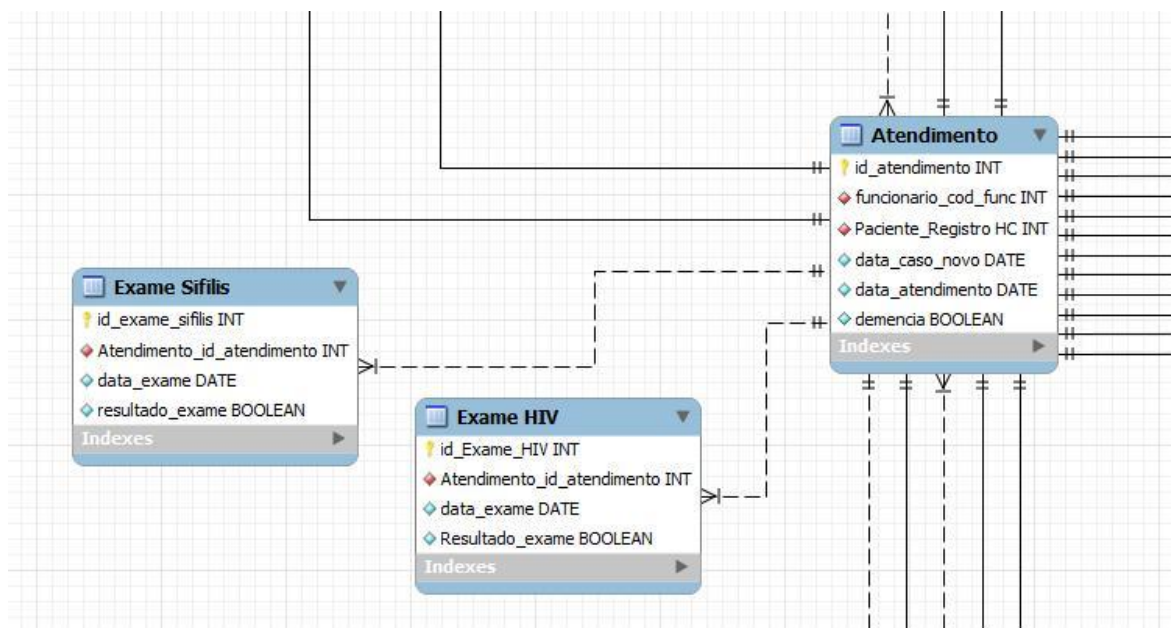 Atendimento
id_atendimento INT
funcionario_cod_func INT
Paciente_Registro HC INT
data_caso_novo DATE
data_atendimento DATE
demencia BOOLEAN
Indexes
Exame Sifilis
id_exame_sifilis INT
Atendimento_id_atendimento INT
data_exame DATE
resultado_exame BOOLEAN
Indexes
Exame HIV
id_Exame_HIV INT
Atendimento_id_atendimento INT
data_exame DATE
Resultado_exame BOOLEAN
Indexes